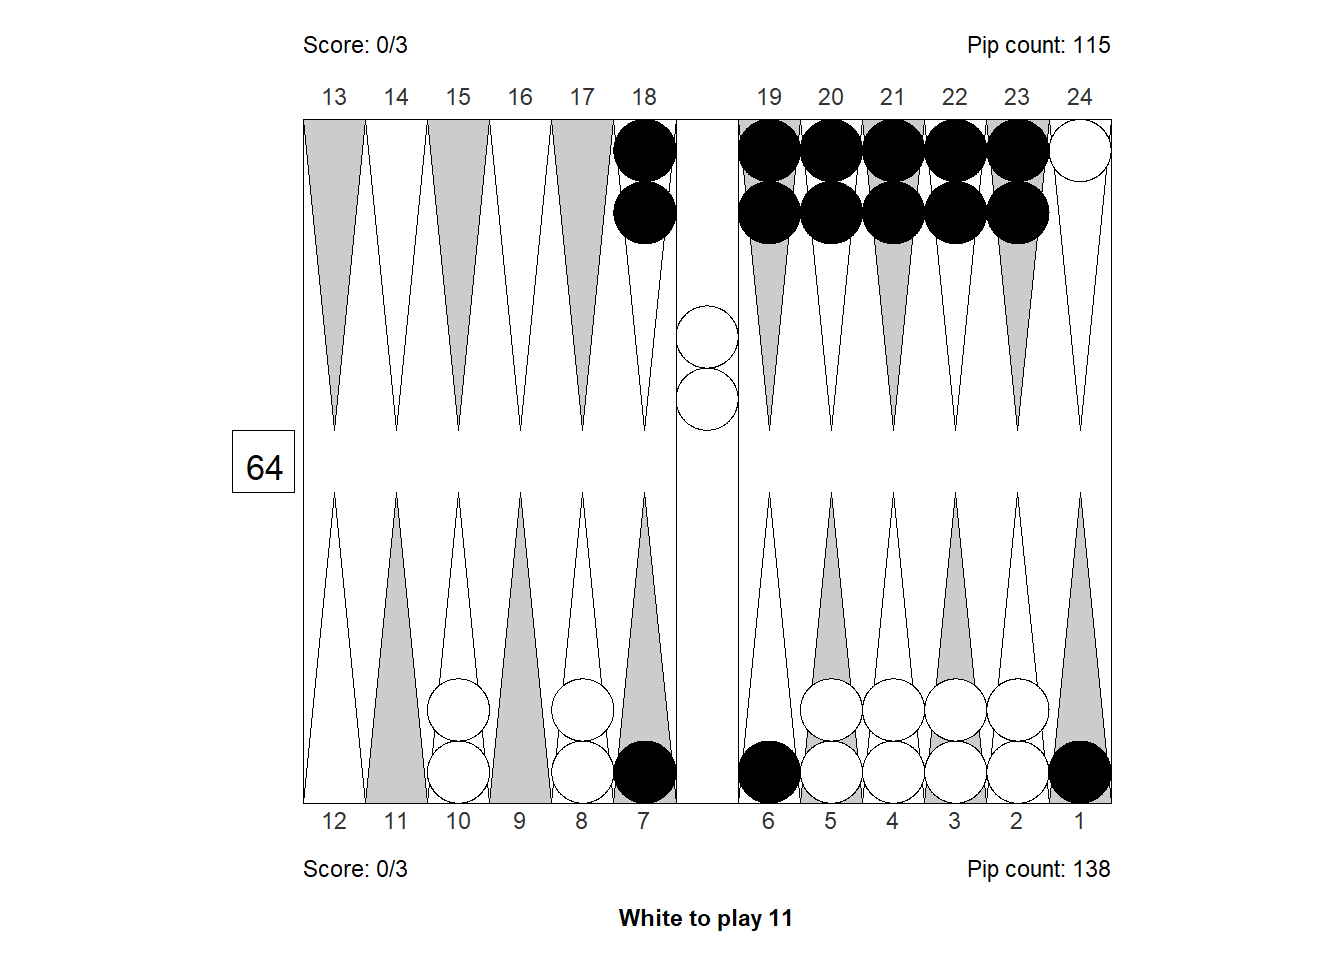 Score: 0/3 Pip count: 115
13 14 15 16 17 18 19 20 21 22 23 24
64
12 11 10 9 8 7 6 5 4 3 2 1
Score: 0/3 Pip count: 138
White to play 11